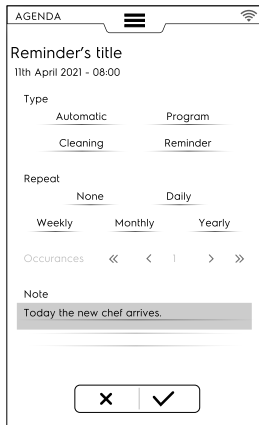 AGENDA
Reminder's title
11th April 2021 - 08:00
Type
Automatic Program
Cleaning Reminder
Repeat
None Daily
Weekly Monthly Yearly
Occurances « < 1 > »
Note
Today the new chef arrives.